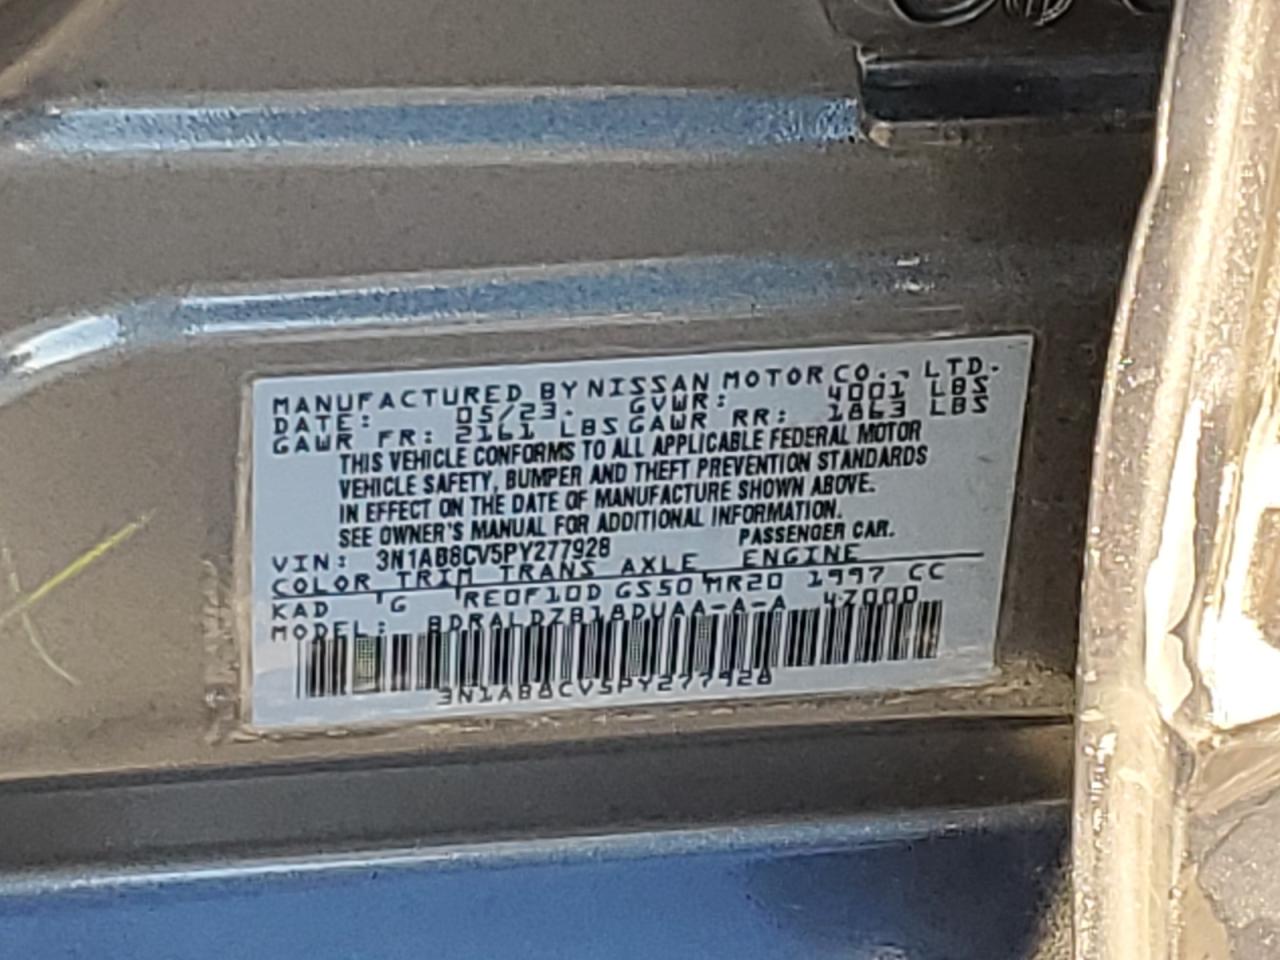 MANUFACTURED BY NISSAN MOTOR CO., LTD.
DATE: 05/23. GVWR: 4001 LBS
GAWR FR: 2161 LBS GAWR RR: 1863 LBS
THIS VEHICLE CONFORMS TO ALL APPLICABLE FEDERAL MOTOR
VEHICLE SAFETY, BUMPER AND THEFT PREVENTION STANDARDS
IN EFFECT ON THE DATE OF MANUFACTURE SHOWN ABOVE.
SEE OWNER'S MANUAL FOR ADDITIONAL INFORMATION.
VIN: 3N1AB8CV5PY277928 PASSENGER CAR.
COLOR TRIM TRANS AXLE ENGINE
KAD G RE0F10D GS50 MR20 1997 CC
MODEL: BDRALDZB18DUAA-A-A 47000
3N1AB8CV5PY277928